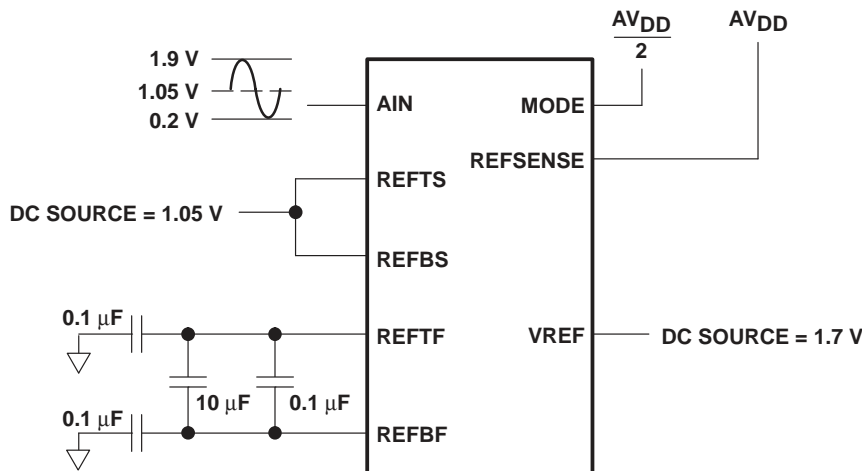 AVDD
2
AVDD
1.9 V
1.05 V
0.2 V
AIN
MODE
REFSENSE
REFTS
DC SOURCE = 1.05 V
REFBS
0.1 μF
REFTF
VREF
DC SOURCE = 1.7 V
10 μF
0.1 μF
0.1 μF
REFBF